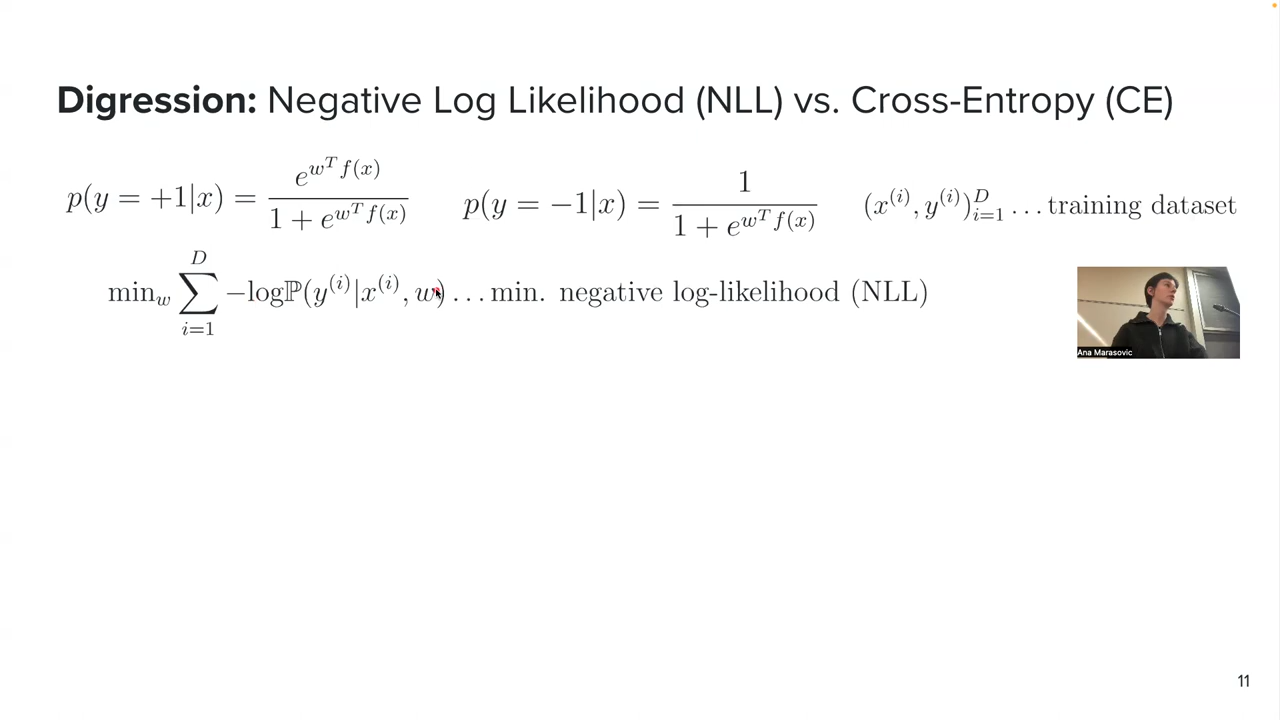 Digression: Negative Log Likelihood (NLL) vs. Cross-Entropy (CE)
p(y = +1|x) = e^{w^T f(x)} / (1 + e^{w^T f(x)})    p(y = −1|x) = 1 / (1 + e^{w^T f(x)})    (x^{(i)}, y^{(i)})_{i=1}^{D} . . . training dataset
min_w ∑_{i=1}^{D} −logℙ(y^{(i)}|x^{(i)}, w) . . . min. negative log-likelihood (NLL)
Ana Marasovic
11